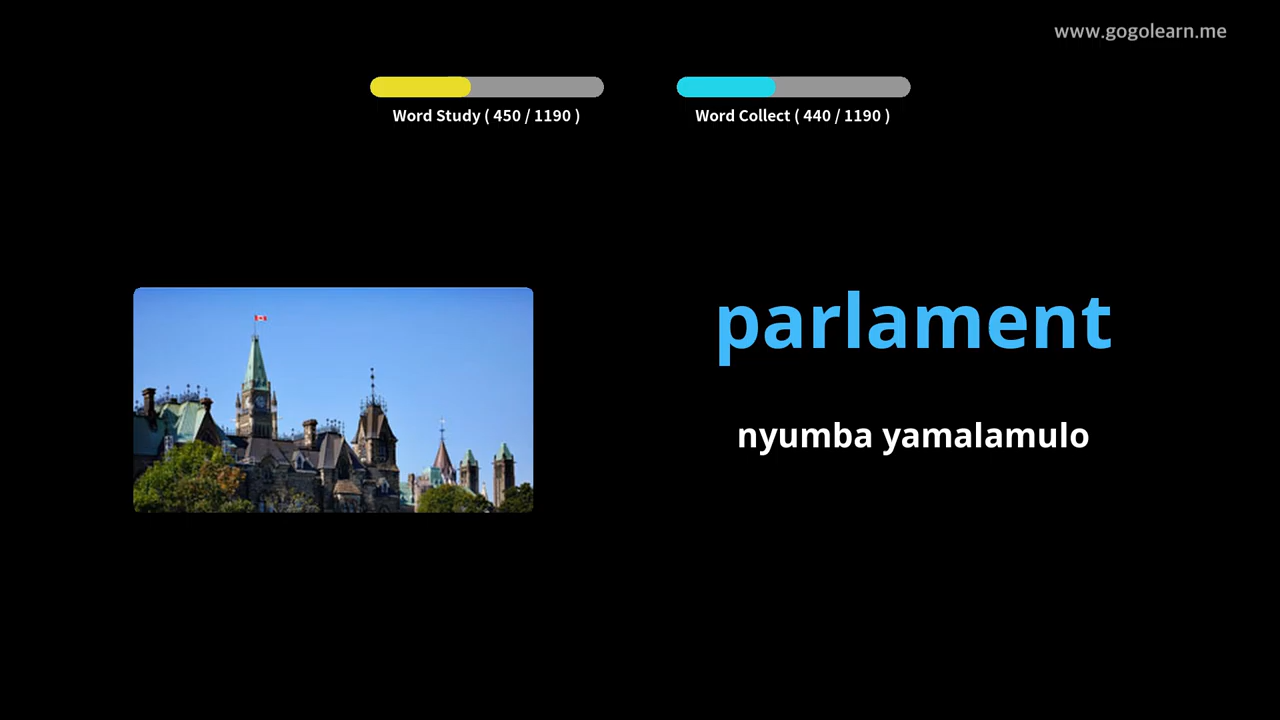 www.gogolearn.me
Word Study ( 450 / 1190 )
Word Collect ( 440 / 1190 )
parlament
nyumba yamalamulo